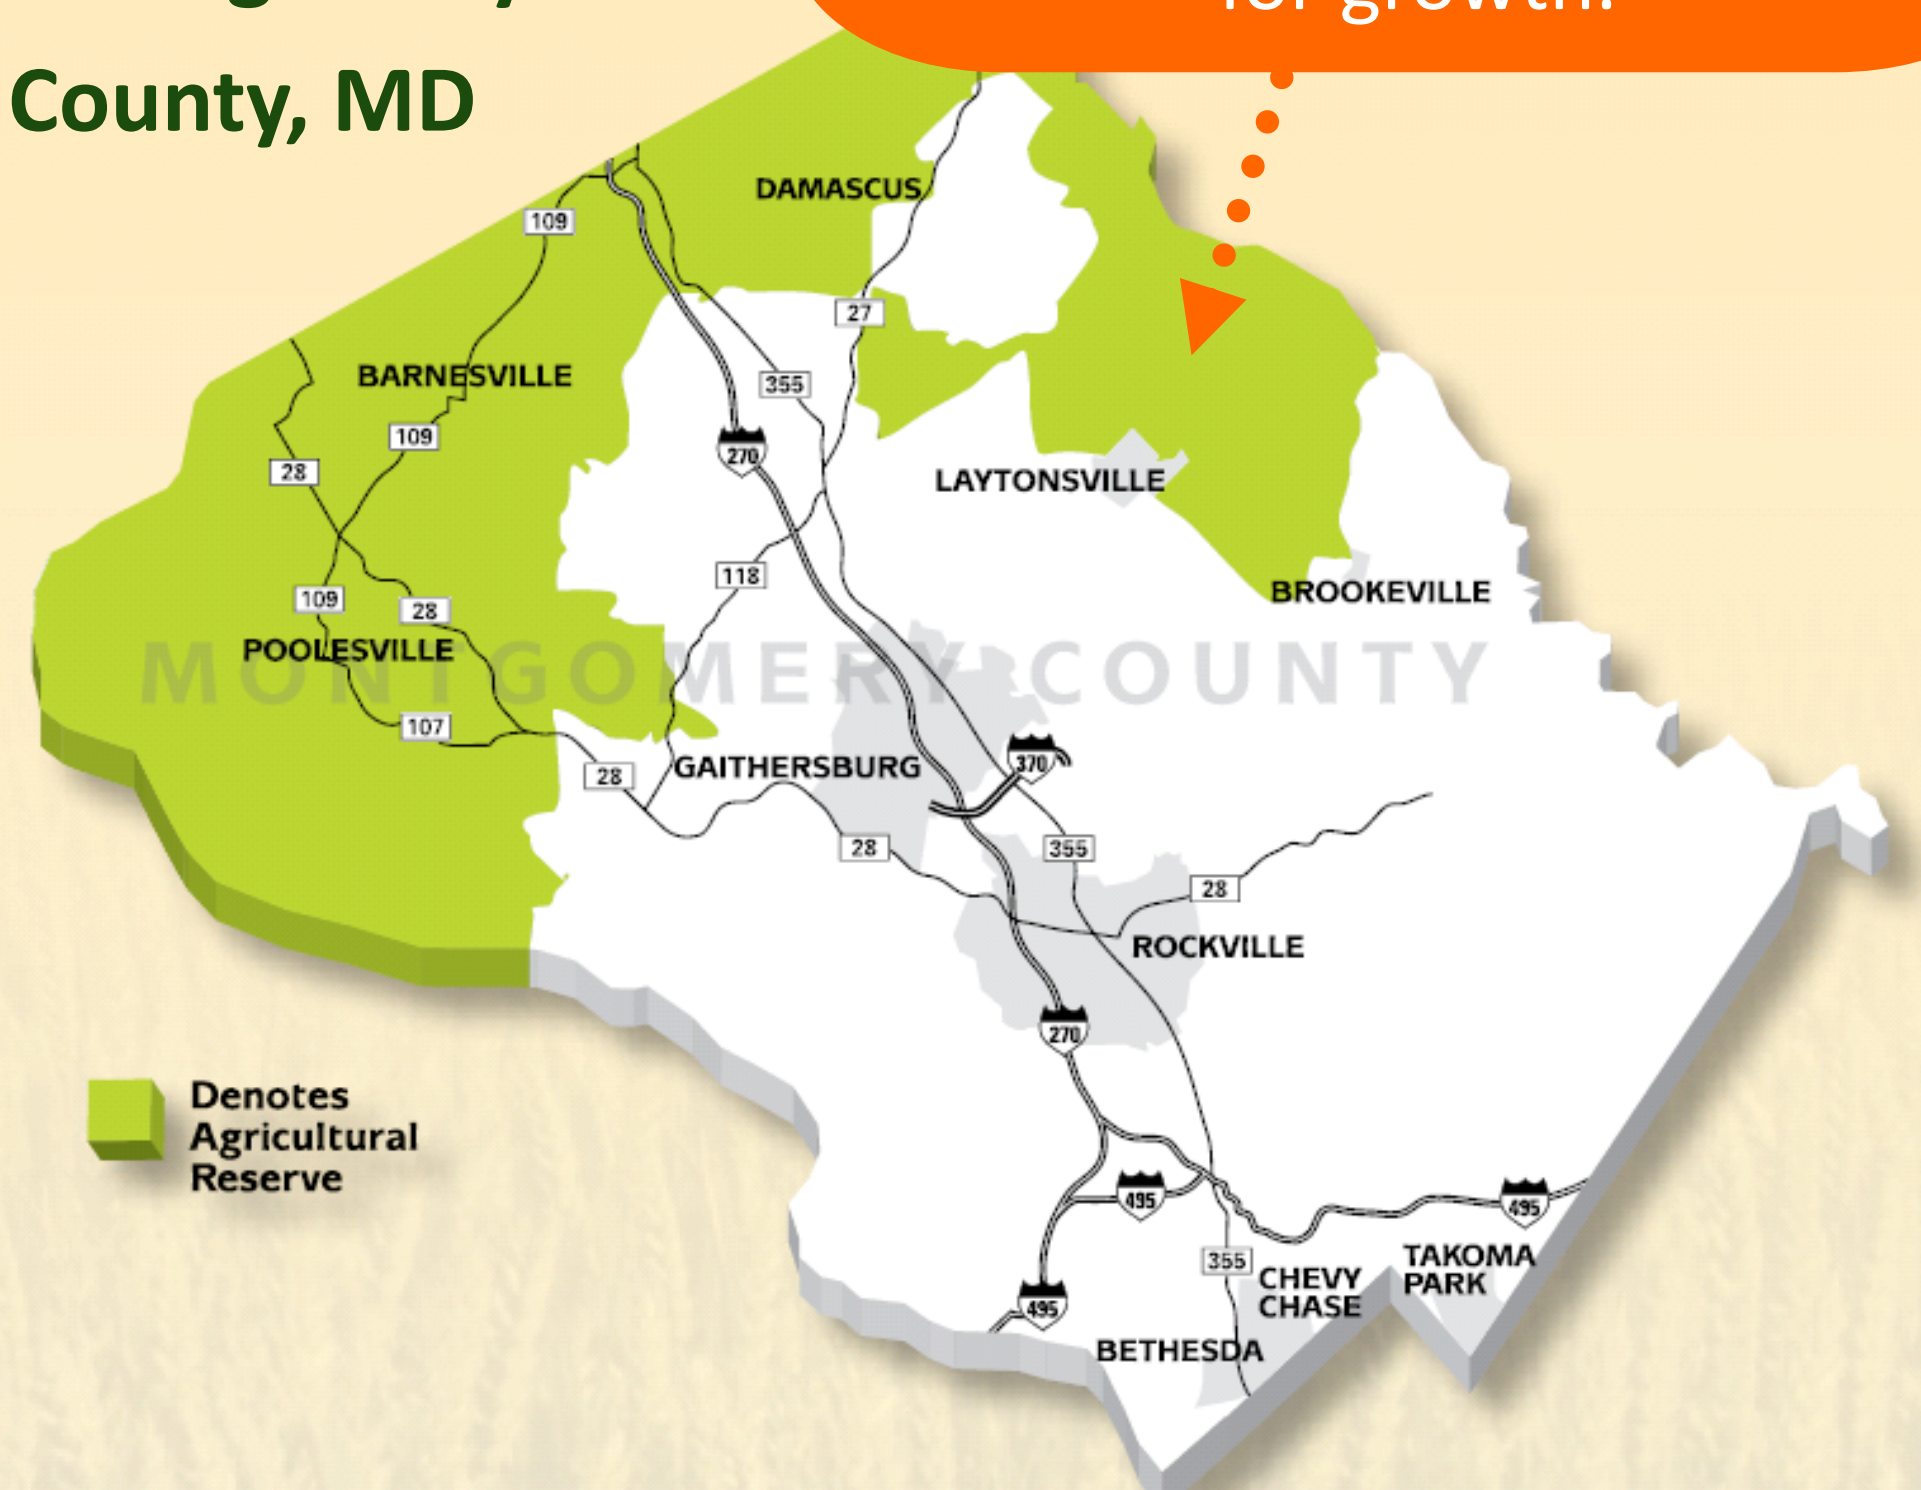 for growth.
County, MD
DAMASCUS
109
27
BARNESVILLE
355
109
270
28
LAYTONSVILLE
118
109
28
BROOKEVILLE
POOLESVILLE
MONTGOMERY COUNTY
107
28
GAITHERSBURG
370
28
355
28
ROCKVILLE
270
Denotes
Agricultural
Reserve
495
495
355
TAKOMA
PARK
CHEVY
CHASE
495
BETHESDA